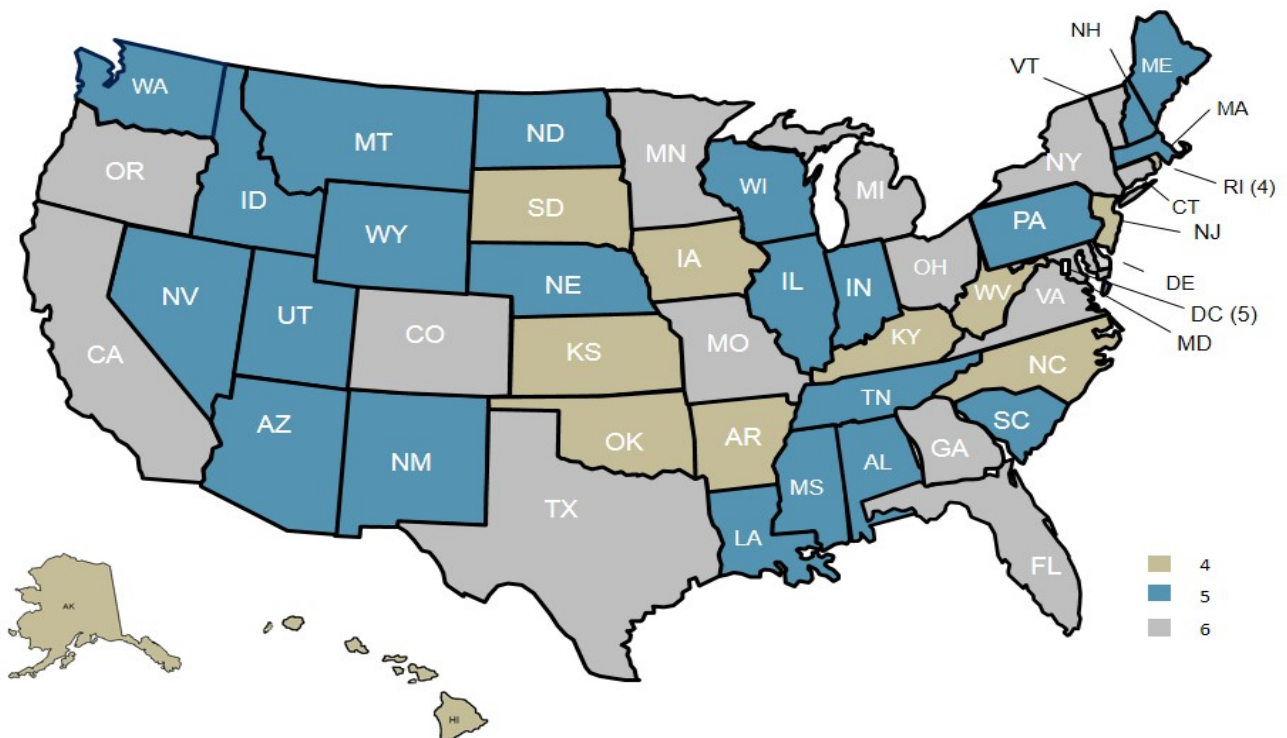 NH
ME
VT
WA
MA
MT
ND
MN
NY
OR
MI
WI
RI (4)
ID
SD
CT
PA
NJ
WY
IA
OH
DE
NE
IL
IN
WV
VA
NV
UT
DC (5)
CO
KY
MO
MD
CA
KS
NC
TN
AZ
SC
OK
AR
GA
NM
AL
MS
TX
LA
FL
4
5
6
AK
HI